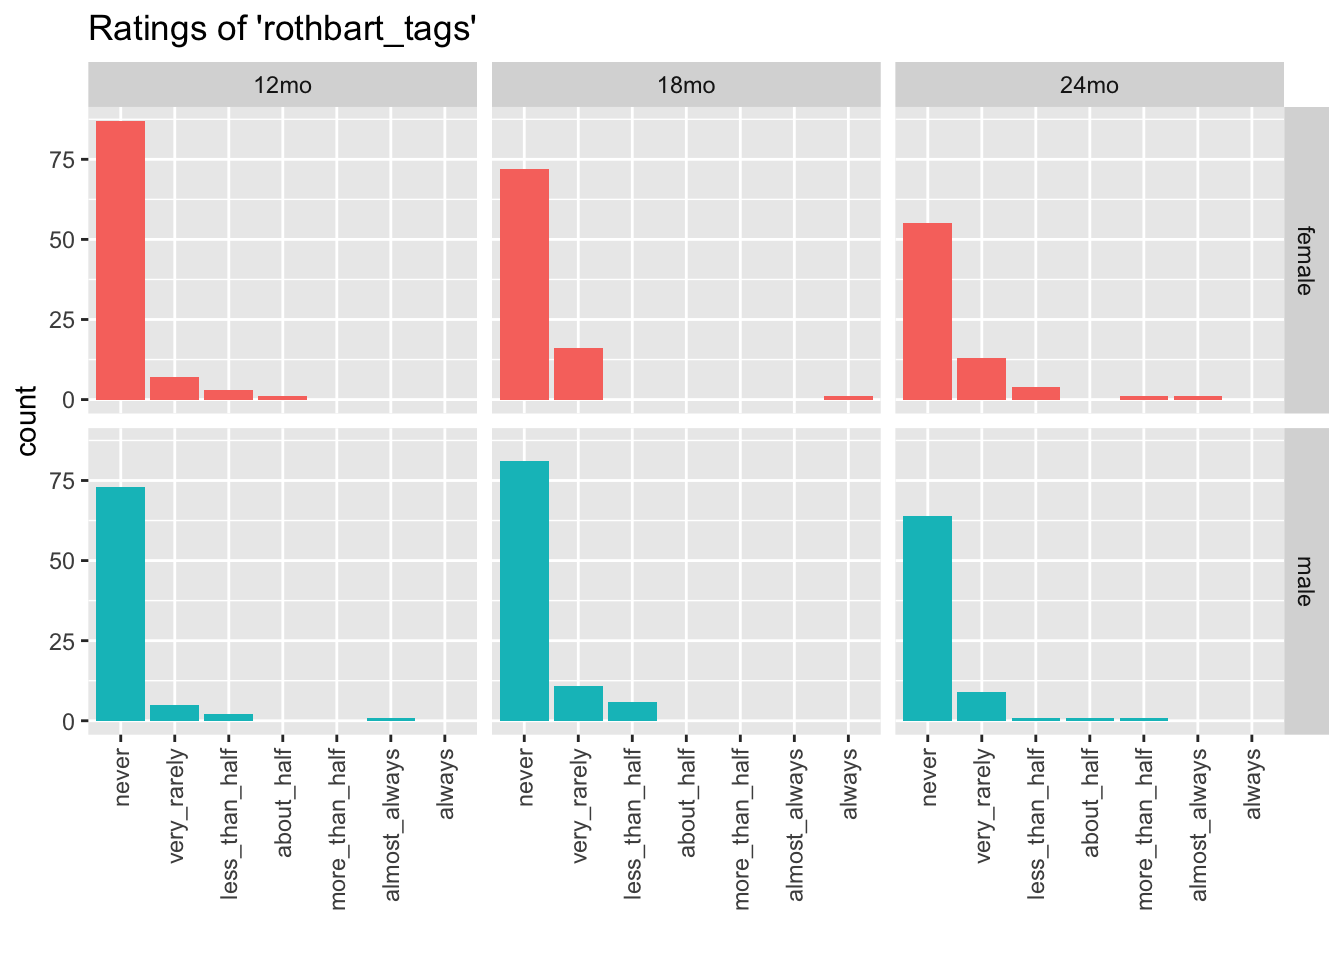 Ratings of 'rothbart_tags'
12mo 18mo 24mo
75
50
25
0
female
count
75
50
25
0
male
never very_rarely less_than_half about_half more_than_half almost_always always never very_rarely less_than_half about_half more_than_half almost_always always never very_rarely less_than_half about_half more_than_half almost_always always